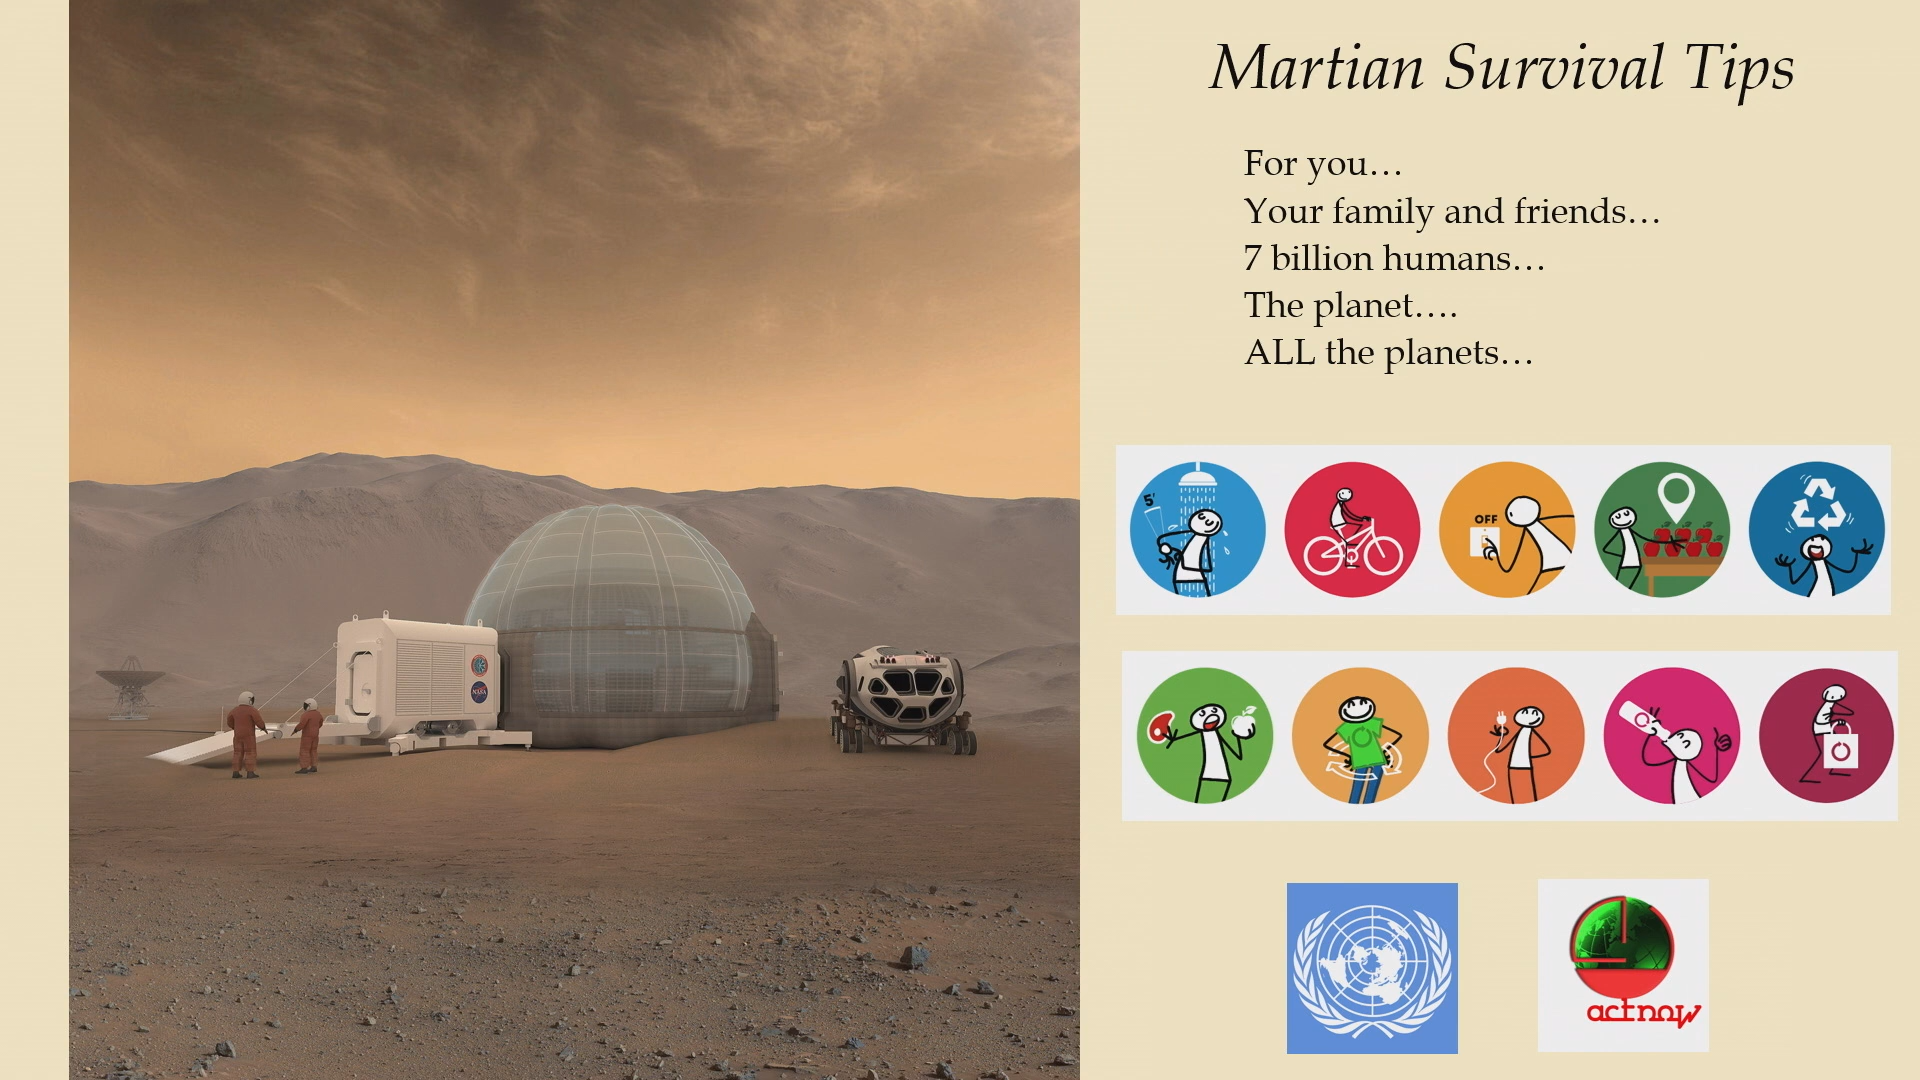 Martian Survival Tips
For you…
Your family and friends…
7 billion humans…
The planet….
ALL the planets…
5'
OFF
NASA
actnow